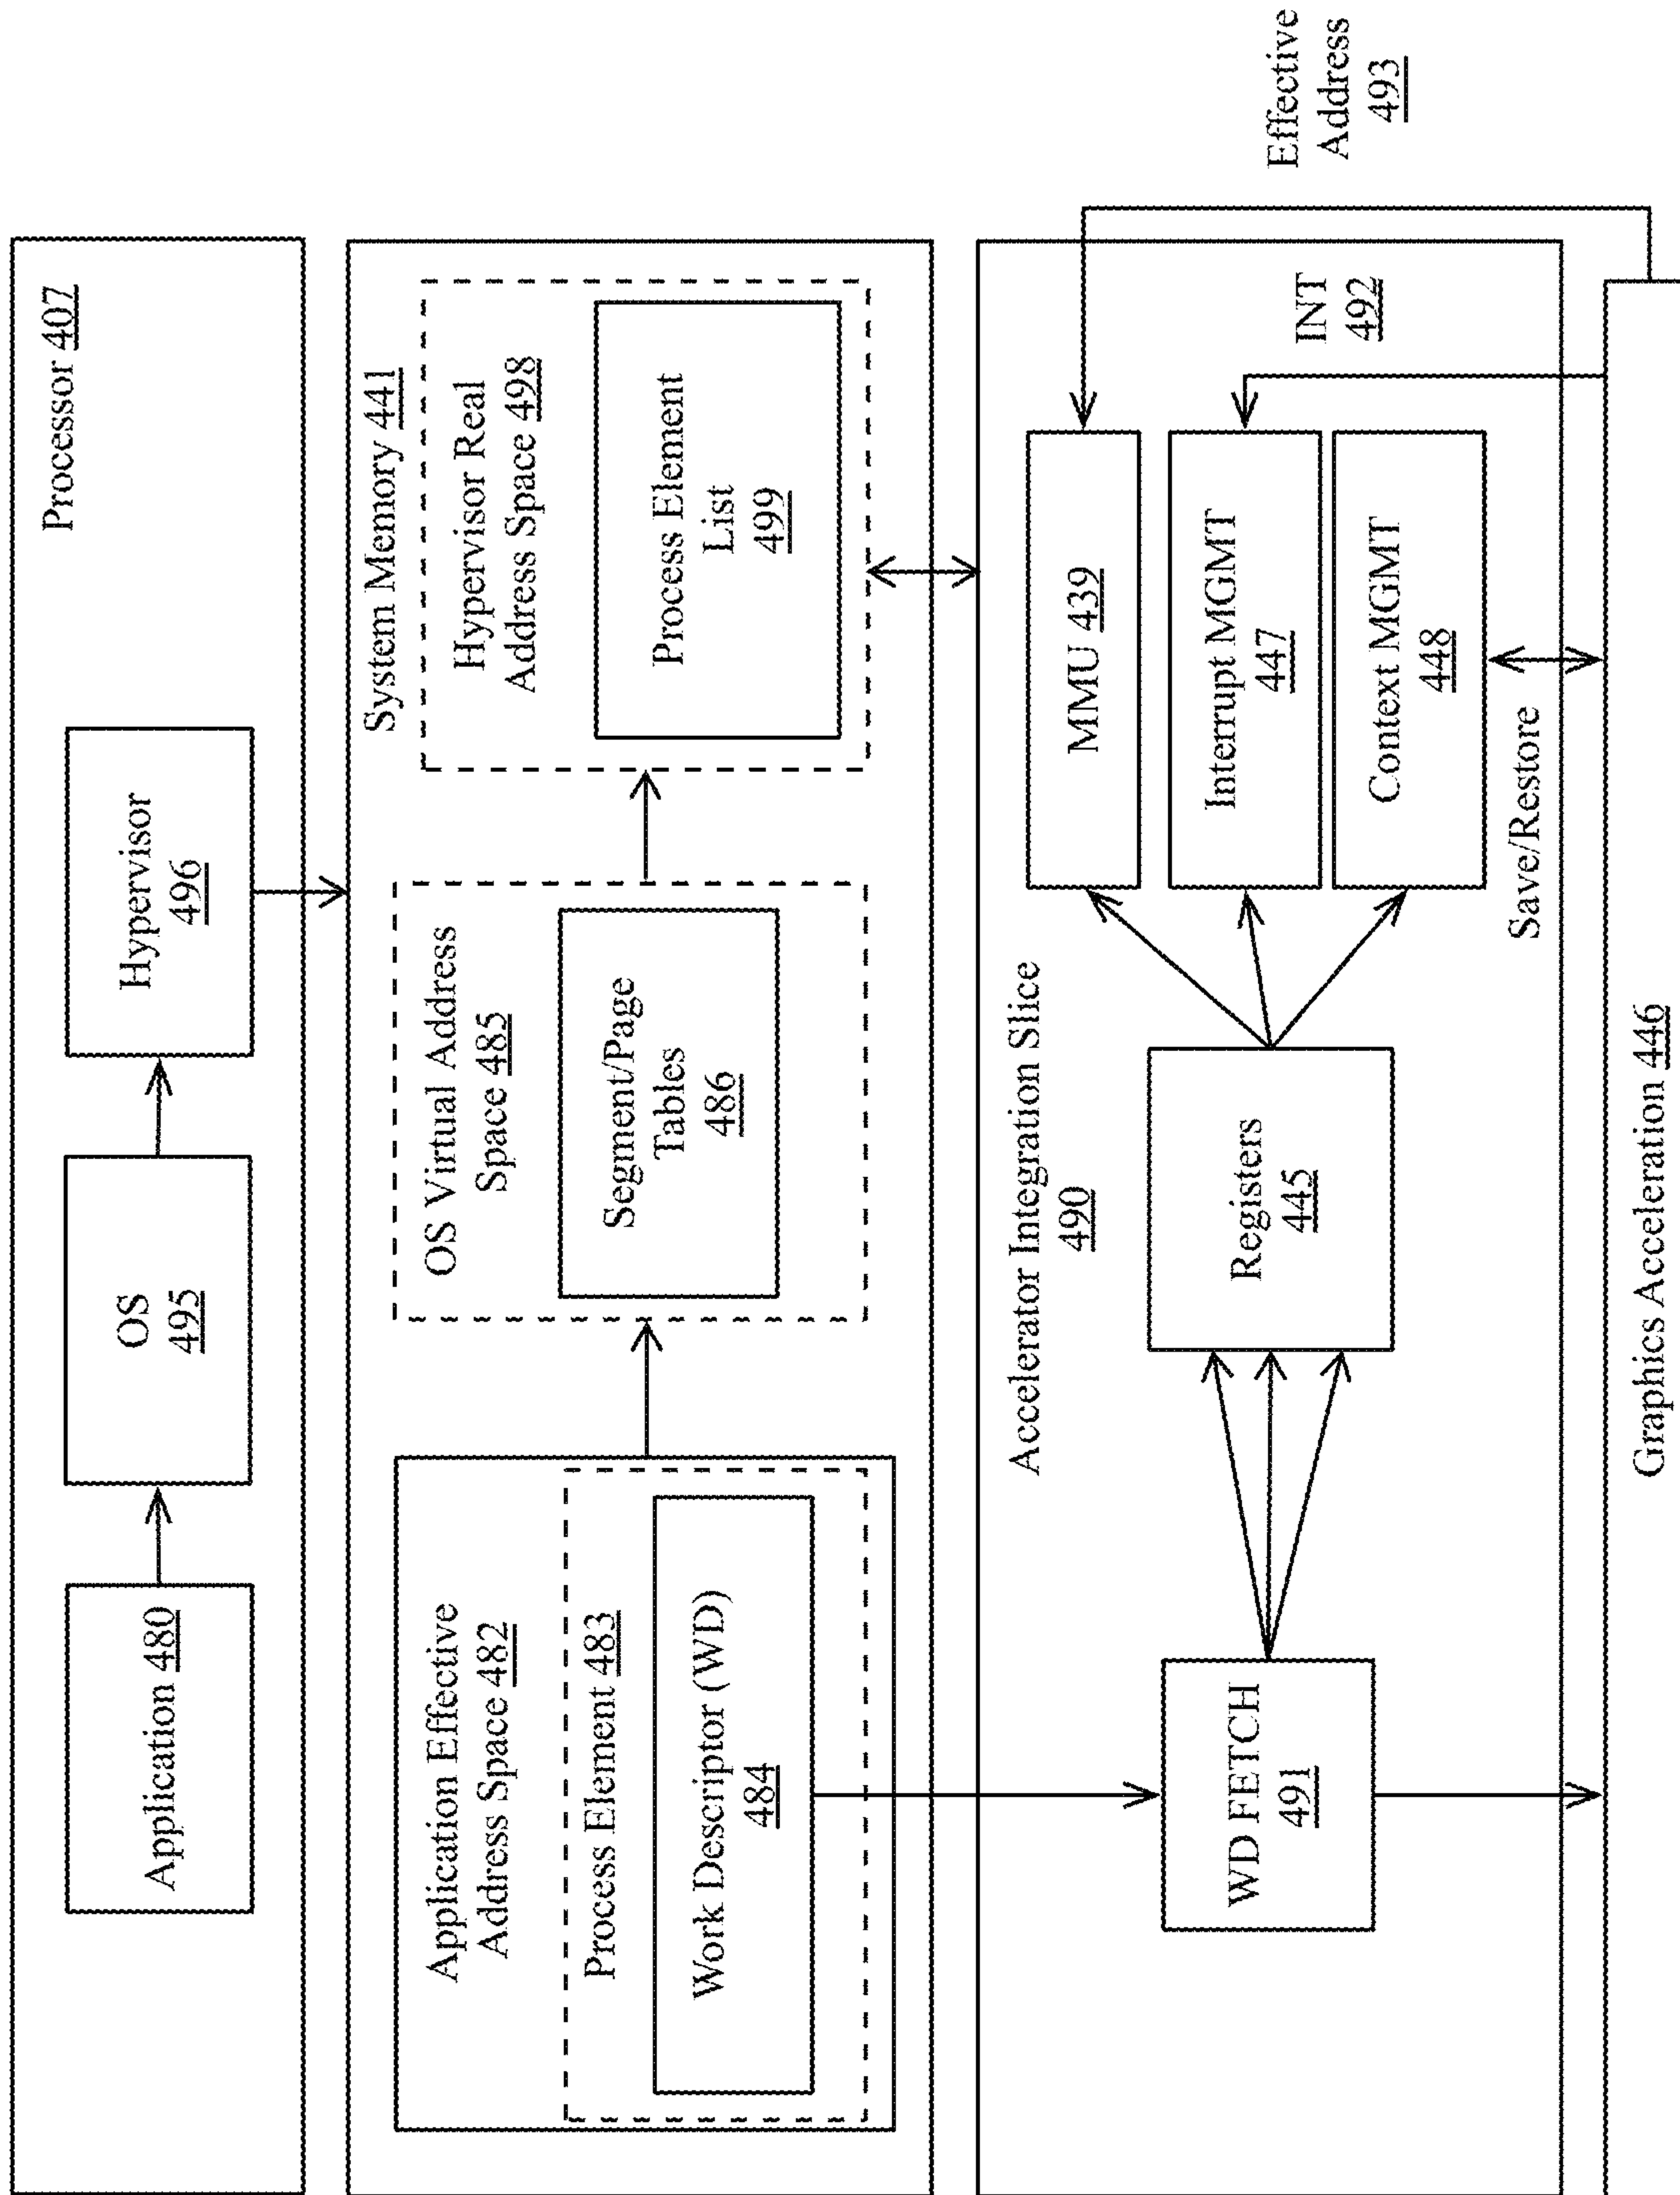 Processor 407
Application 480
OS
495
Hypervisor
496
System Memory 441
Application Effective
Address Space 482
Process Element 483
Work Descriptor (WD)
484
OS Virtual Address
Space 485
Segment/Page
Tables
486
Hypervisor Real
Address Space 498
Process Element
List
499
Accelerator Integration Slice
490
WD FETCH
491
Registers
445
MMU 439
Interrupt MGMT
447
Context MGMT
448
INT
492
Effective
Address
493
Save/Restore
Graphics Acceleration 446